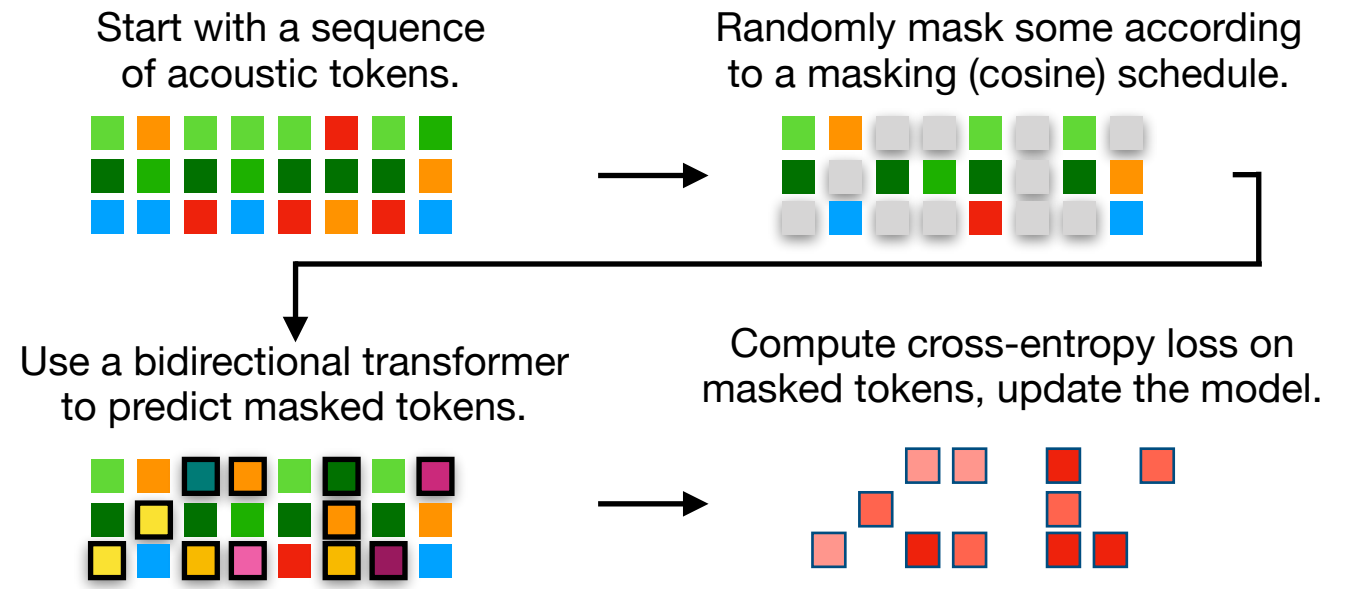 Start with a sequence
of acoustic tokens.
Randomly mask some according
to a masking (cosine) schedule.
Use a bidirectional transformer
to predict masked tokens.
Compute cross-entropy loss on
masked tokens, update the model.